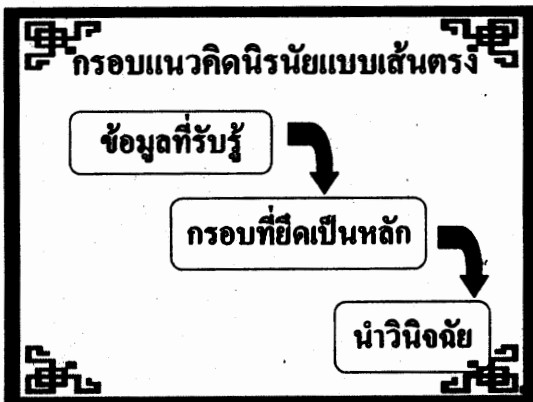 กรอบแนวคิดนิรนัยแบบเส้นตรง
ข้อมูลที่รับรู้
กรอบที่ยึดเป็นหลัก
นำวินิจฉัย